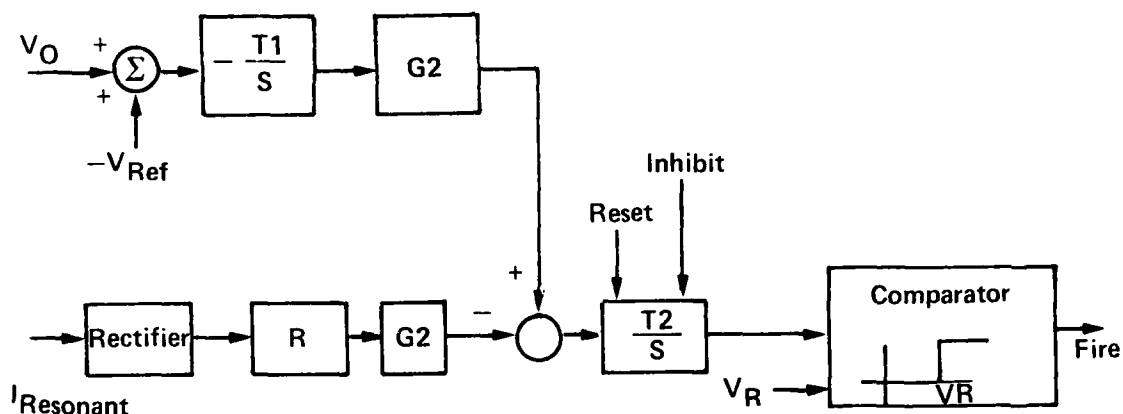 V_O
+
+
Σ
-V_Ref
- T1/S
G2
Inhibit
Reset
+
-
I_Resonant
Rectifier
R
G2
T2/S
Comparator
V_R
VR
Fire